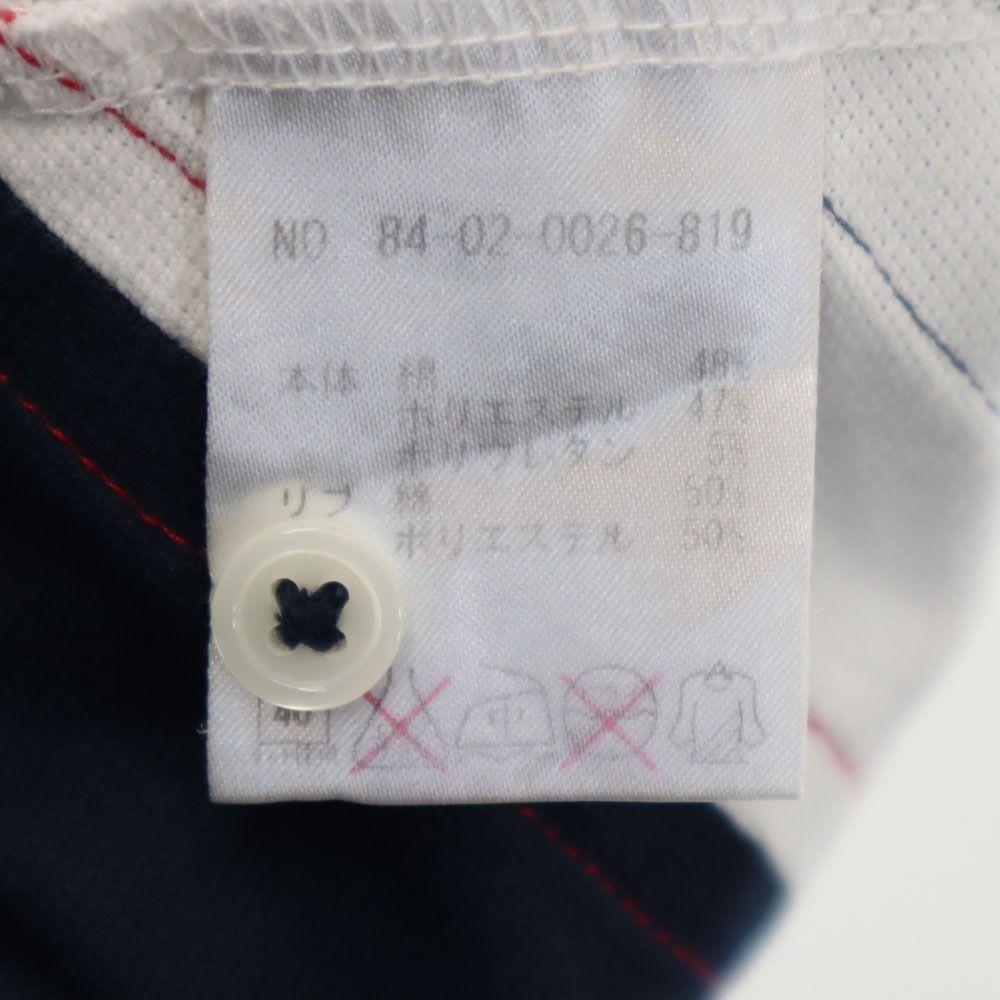 NO 84-02-0026-819
本体 綿 48%
ポリエステル 47%
ポリウレタン 5%
リブ 綿 50%
ポリエステル 50%
40
中